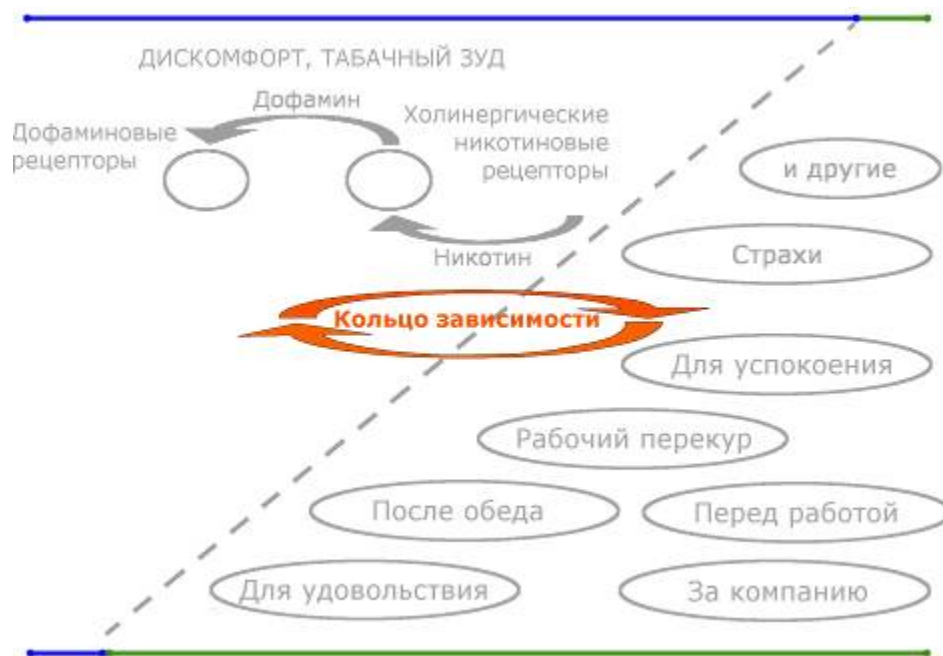 ДИСКОМФОРТ, ТАБАЧНЫЙ ЗУД
Дофамин
Дофаминовые
рецепторы
Холинергические
никотиновые
рецепторы
Никотин
и другие
Страхи
Кольцо зависимости
Для успокоения
Рабочий перекур
После обеда
Перед работой
Для удовольствия
За компанию